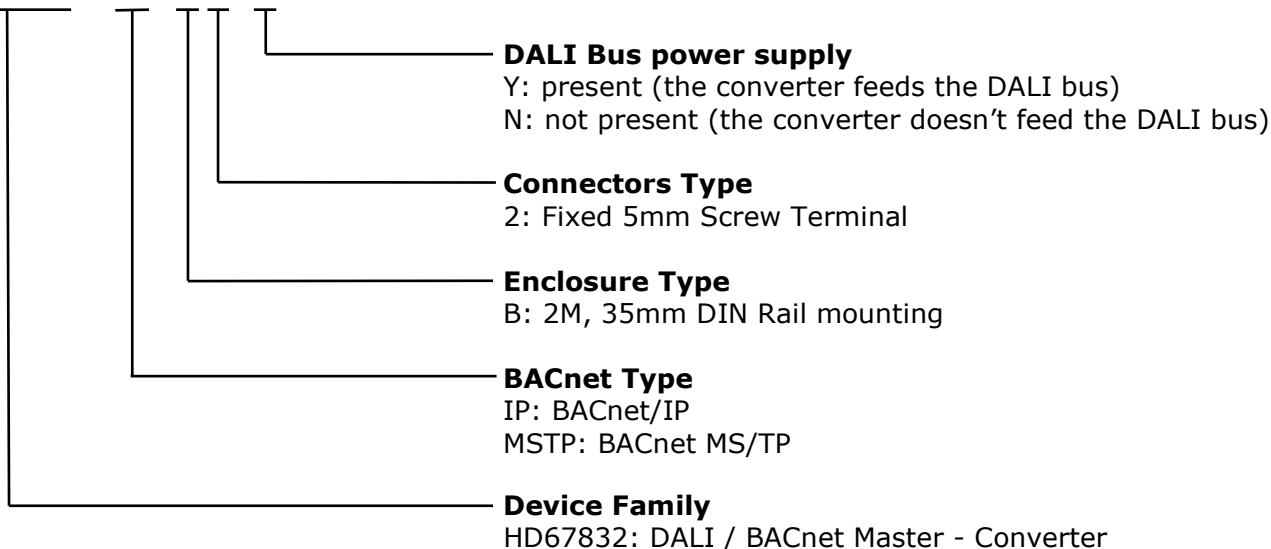 DALI Bus power supply
Y: present (the converter feeds the DALI bus)
N: not present (the converter doesn’t feed the DALI bus)
Connectors Type
2: Fixed 5mm Screw Terminal
Enclosure Type
B: 2M, 35mm DIN Rail mounting
BACnet Type
IP: BACnet/IP
MSTP: BACnet MS/TP
Device Family
HD67832: DALI / BACnet Master - Converter